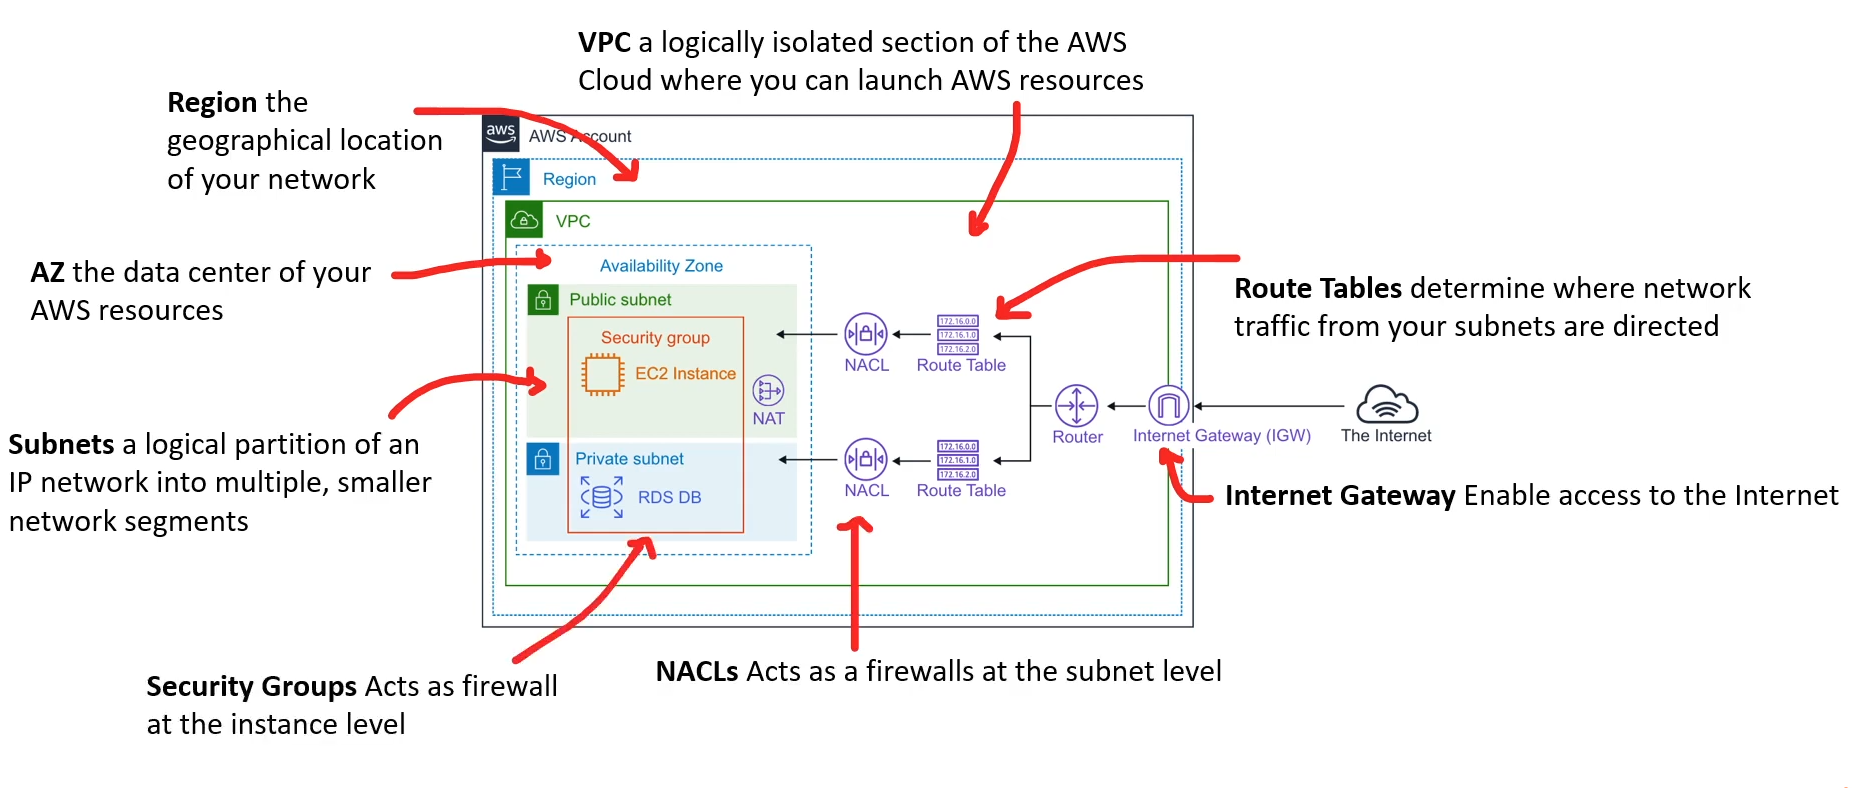 VPC a logically isolated section of the AWS
Cloud where you can launch AWS resources
Region the
geographical location
of your network
aws
AWS Account
Region
VPC
AZ the data center of your
AWS resources
Availability Zone
Public subnet
Security group
EC2 Instance
NAT
172.16.0.0
172.16.1.0
172.16.2.0
NACL
Route Table
Route Tables determine where network
traffic from your subnets are directed
Subnets a logical partition of an
IP network into multiple, smaller
network segments
Router
Internet Gateway (IGW)
The Internet
Private subnet
RDS DB
172.16.0.0
172.16.1.0
172.16.2.0
NACL
Route Table
Internet Gateway Enable access to the Internet
Security Groups Acts as firewall
at the instance level
NACLs Acts as a firewalls at the subnet level